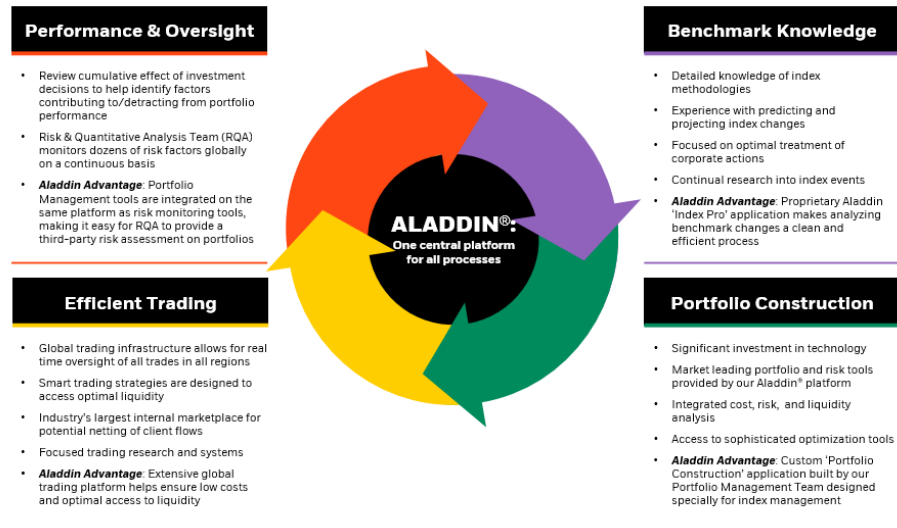 Performance & Oversight
• Review cumulative effect of investment
decisions to help identify factors
contributing to/detracting from portfolio
performance
• Risk & Quantitative Analysis Team (RQA)
monitors dozens of risk factors globally
on a continuous basis
• Aladdin Advantage: Portfolio
Management tools are integrated on the
same platform as risk monitoring tools,
making it easy for RQA to provide a
third-party risk assessment on portfolios
Benchmark Knowledge
• Detailed knowledge of index
methodologies
• Experience with predicting and
projecting index changes
• Focused on optimal treatment of
corporate actions
• Continual research into index events
• Aladdin Advantage: Proprietary Aladdin
‘Index Pro’ application makes analyzing
benchmark changes a clean and
efficient process
ALADDIN®:
One central platform
for all processes
Efficient Trading
• Global trading infrastructure allows for real
time oversight of all trades in all regions
• Smart trading strategies are designed to
access optimal liquidity
• Industry's largest internal marketplace for
potential netting of client flows
• Focused trading research and systems
• Aladdin Advantage: Extensive global
trading platform helps ensure low costs
and optimal access to liquidity
Portfolio Construction
• Significant investment in technology
• Market leading portfolio and risk tools
provided by our Aladdin® platform
• Integrated cost, risk, and liquidity
analysis
• Access to sophisticated optimization tools
• Aladdin Advantage: Custom ‘Portfolio
Construction’ application built by our
Portfolio Management Team designed
specially for index management